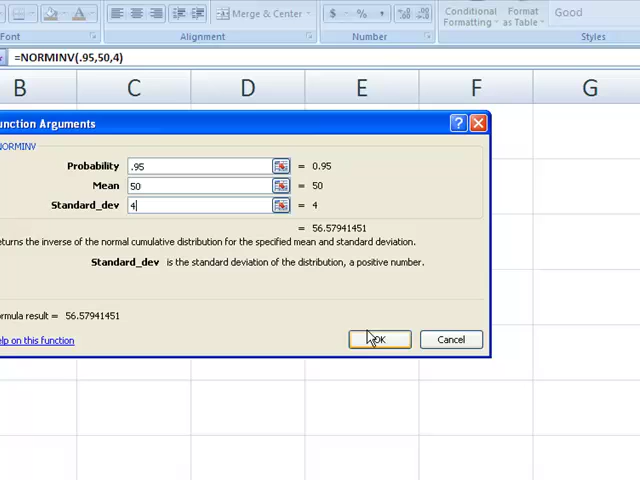 Merge & Center
$ % ,
Conditional Formatting
Format as Table
Good
Font
Alignment
Number
Styles
=NORMINV(.95,50,4)
B C D E F G
unction Arguments
NORMINV
Probability .95 = 0.95
Mean 50 = 50
Standard_dev 4 = 4
= 56.57941451
eturns the inverse of the normal cumulative distribution for the specified mean and standard deviation.
Standard_dev is the standard deviation of the distribution, a positive number.
rmula result = 56.57941451
elp on this function
OK Cancel